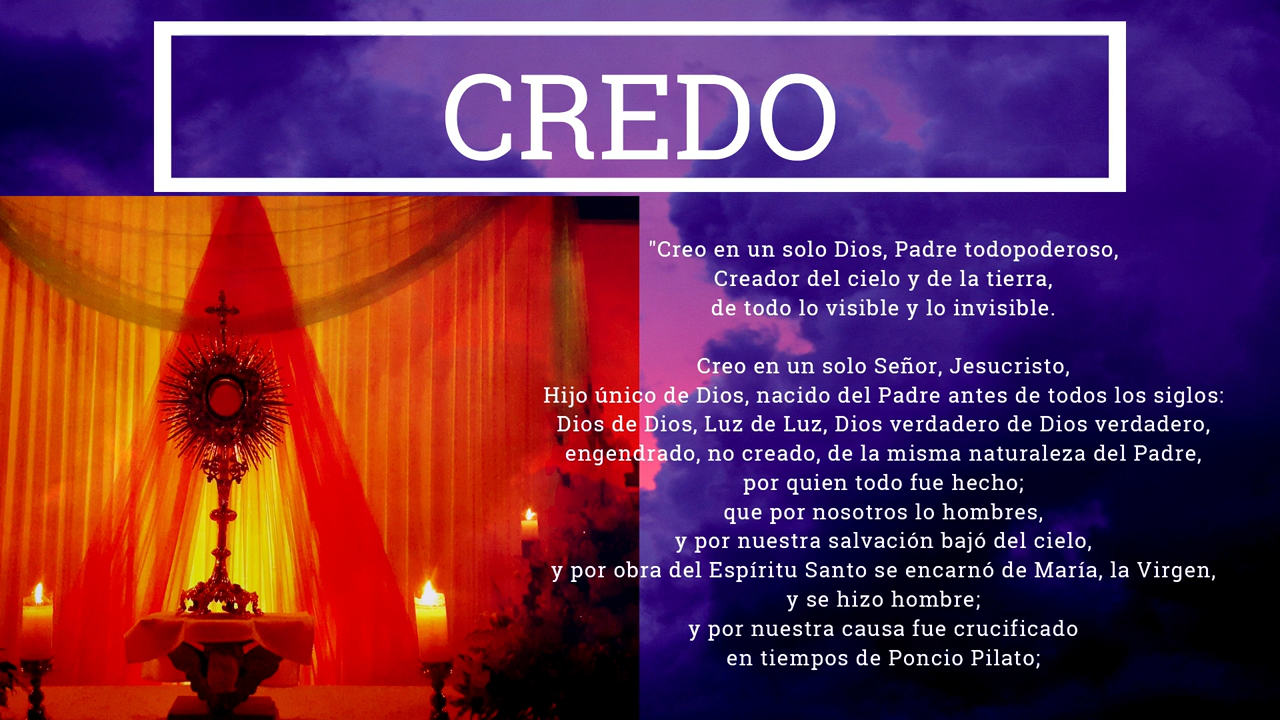 CREDO
"Creo en un solo Dios, Padre todopoderoso,
Creador del cielo y de la tierra,
de todo lo visible y lo invisible.
Creo en un solo Señor, Jesucristo,
Hijo único de Dios, nacido del Padre antes de todos los siglos:
Dios de Dios, Luz de Luz, Dios verdadero de Dios verdadero,
engendrado, no creado, de la misma naturaleza del Padre,
por quien todo fue hecho;
que por nosotros lo hombres,
y por nuestra salvación bajó del cielo,
y por obra del Espíritu Santo se encarnó de María, la Virgen,
y se hizo hombre;
y por nuestra causa fue crucificado
en tiempos de Poncio Pilato;